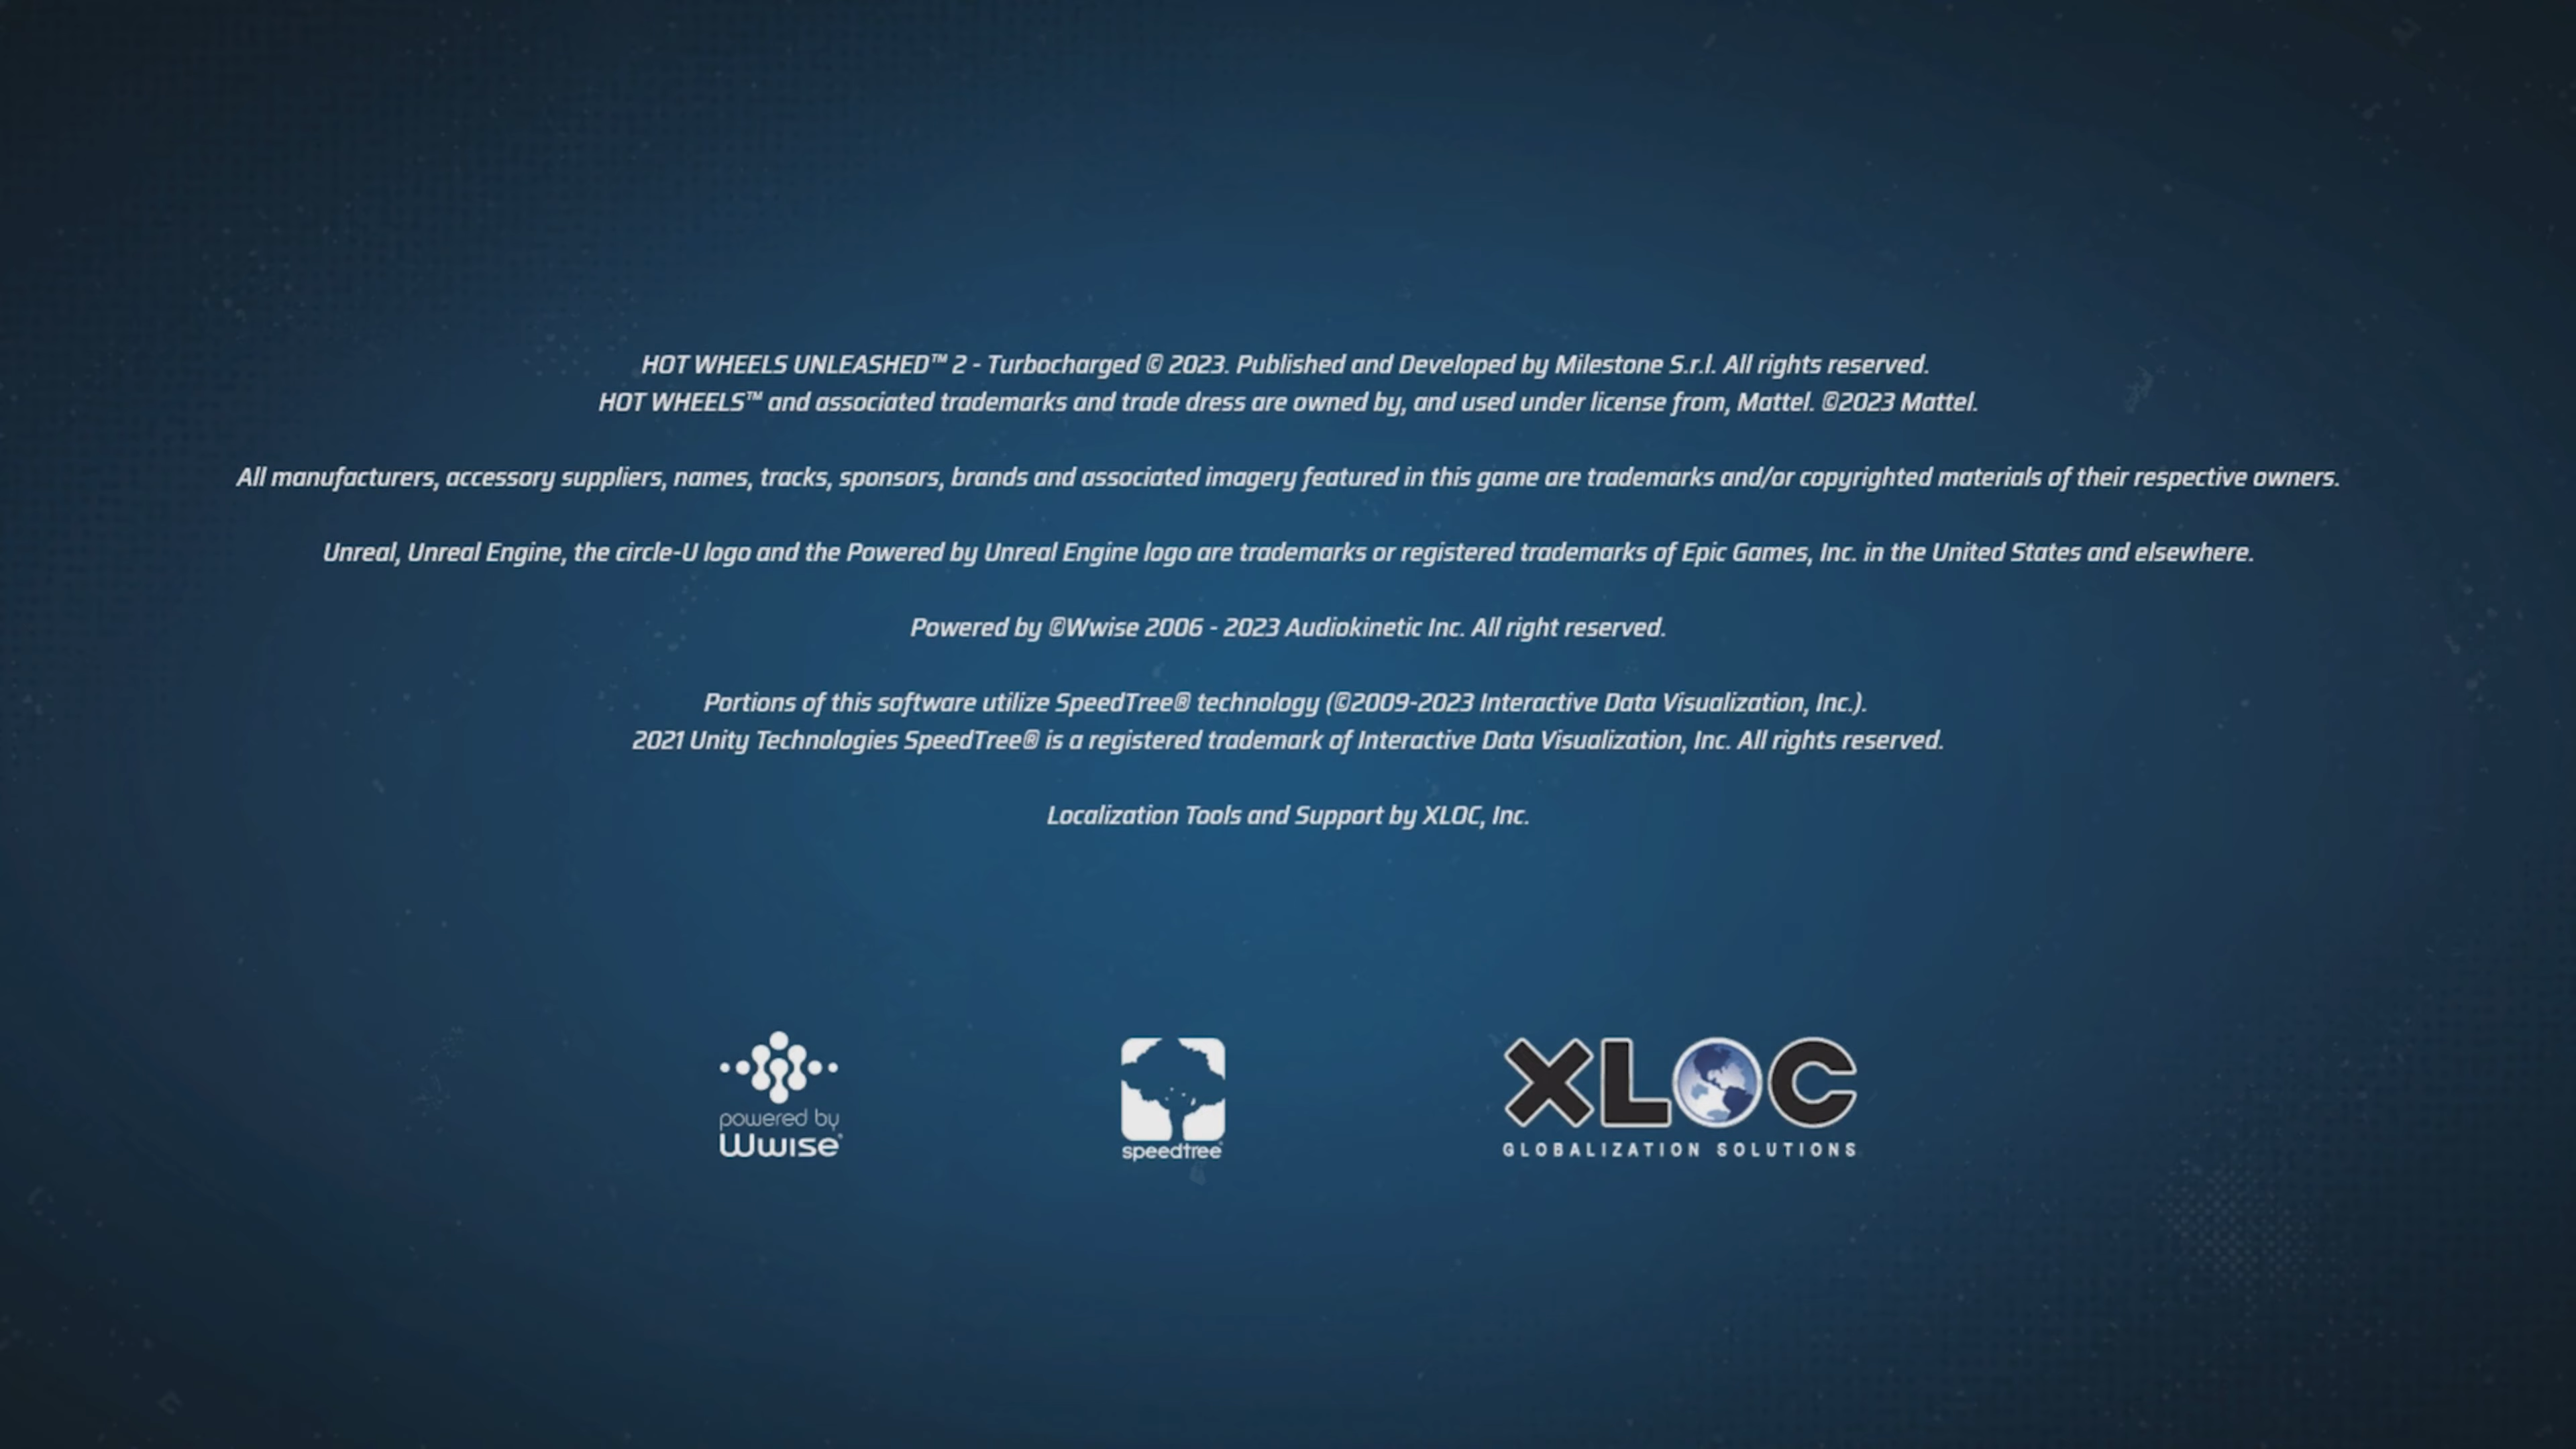 HOT WHEELS UNLEASHED™ 2 - Turbocharged © 2023. Published and Developed by Milestone S.r.l. All rights reserved.
HOT WHEELS™ and associated trademarks and trade dress are owned by, and used under license from, Mattel. ©2023 Mattel.
All manufacturers, accessory suppliers, names, tracks, sponsors, brands and associated imagery featured in this game are trademarks and/or copyrighted materials of their respective owners.
Unreal, Unreal Engine, the circle-U logo and the Powered by Unreal Engine logo are trademarks or registered trademarks of Epic Games, Inc. in the United States and elsewhere.
Powered by ©Wwise 2006 - 2023 Audiokinetic Inc. All right reserved.
Portions of this software utilize SpeedTree® technology (©2009-2023 Interactive Data Visualization, Inc.).
2021 Unity Technologies SpeedTree® is a registered trademark of Interactive Data Visualization, Inc. All rights reserved.
Localization Tools and Support by XLOC, Inc.
powered by
Wwise®
speedtree®
XLOC
GLOBALIZATION SOLUTIONS